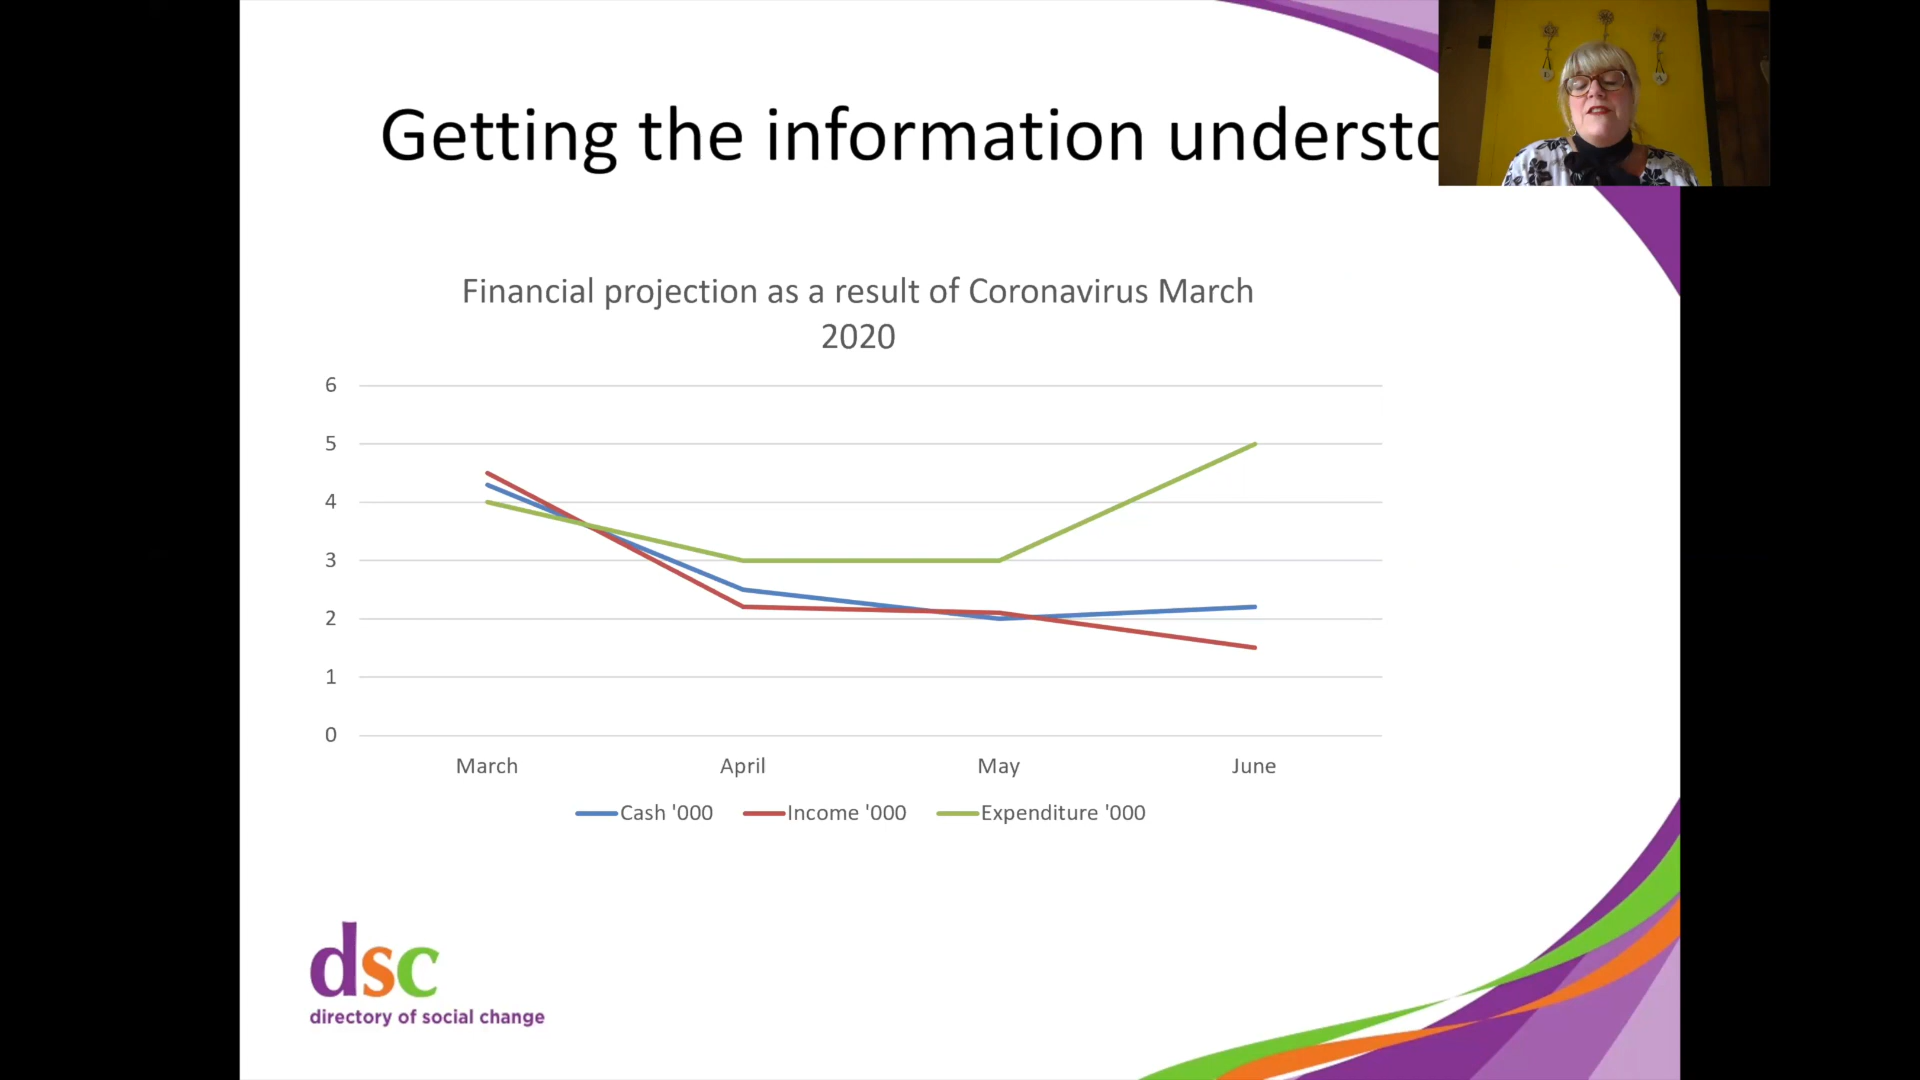 Getting the information understo
Financial projection as a result of Coronavirus March
2020
6
5
4
3
2
1
0
March April May June
Cash '000 Income '000 Expenditure '000
dsc
directory of social change